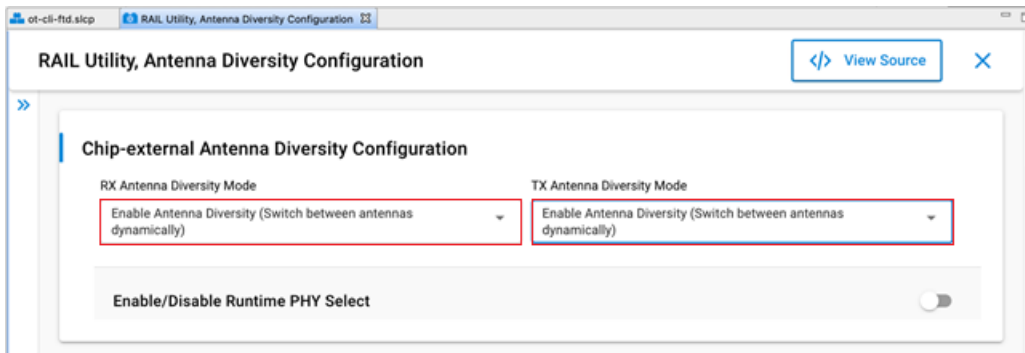 ot-cli-ftd.slcp
RAIL Utility, Antenna Diversity Configuration
RAIL Utility, Antenna Diversity Configuration
</> View Source
Chip-external Antenna Diversity Configuration
RX Antenna Diversity Mode
TX Antenna Diversity Mode
Enable Antenna Diversity (Switch between antennas
dynamically)
Enable Antenna Diversity (Switch between antennas
dynamically)
Enable/Disable Runtime PHY Select